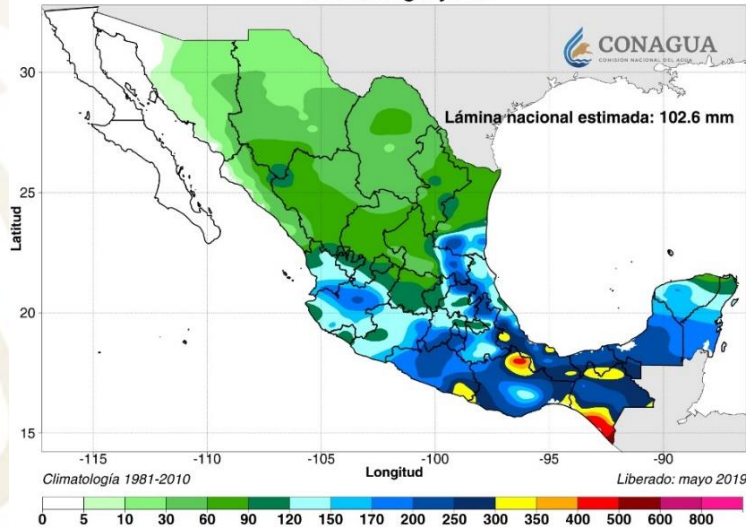 CONAGUA
COMISIÓN NACIONAL DEL AGUA
Lámina nacional estimada: 102.6 mm
Latitud
30
25
20
15
-115 -110 -105 -100 -95 -90
Longitud
Climatología 1981-2010
Liberado: mayo 2019
0 5 10 30 60 90 120 150 170 200 250 300 350 400 500 600 800